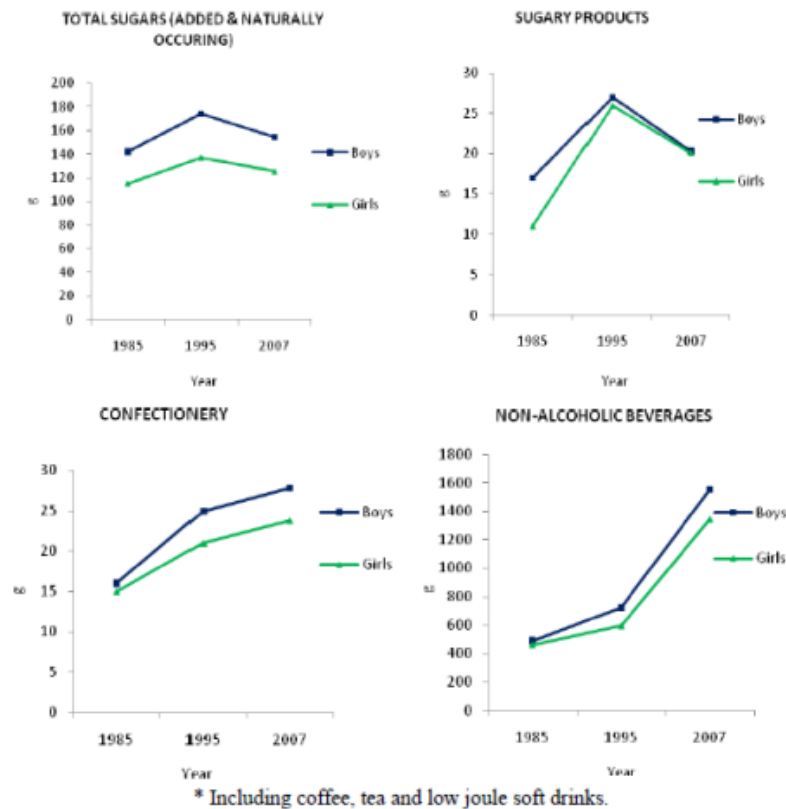 TOTAL SUGARS (ADDED & NATURALLY
OCCURING)
200
180
160
140
120
100
80
60
40
20
0
g
1985 1995 2007
Year
Boys
Girls
SUGARY PRODUCTS
30
25
20
15
10
5
0
g
1985 1995 2007
Year
Boys
Girls
CONFECTIONERY
30
25
20
15
10
5
0
g
1985 1995 2007
Year
Boys
Girls
NON-ALCOHOLIC BEVERAGES
1800
1600
1400
1200
1000
800
600
400
200
0
g
1985 1995 2007
Year
Boys
Girls
* Including coffee, tea and low joule soft drinks.